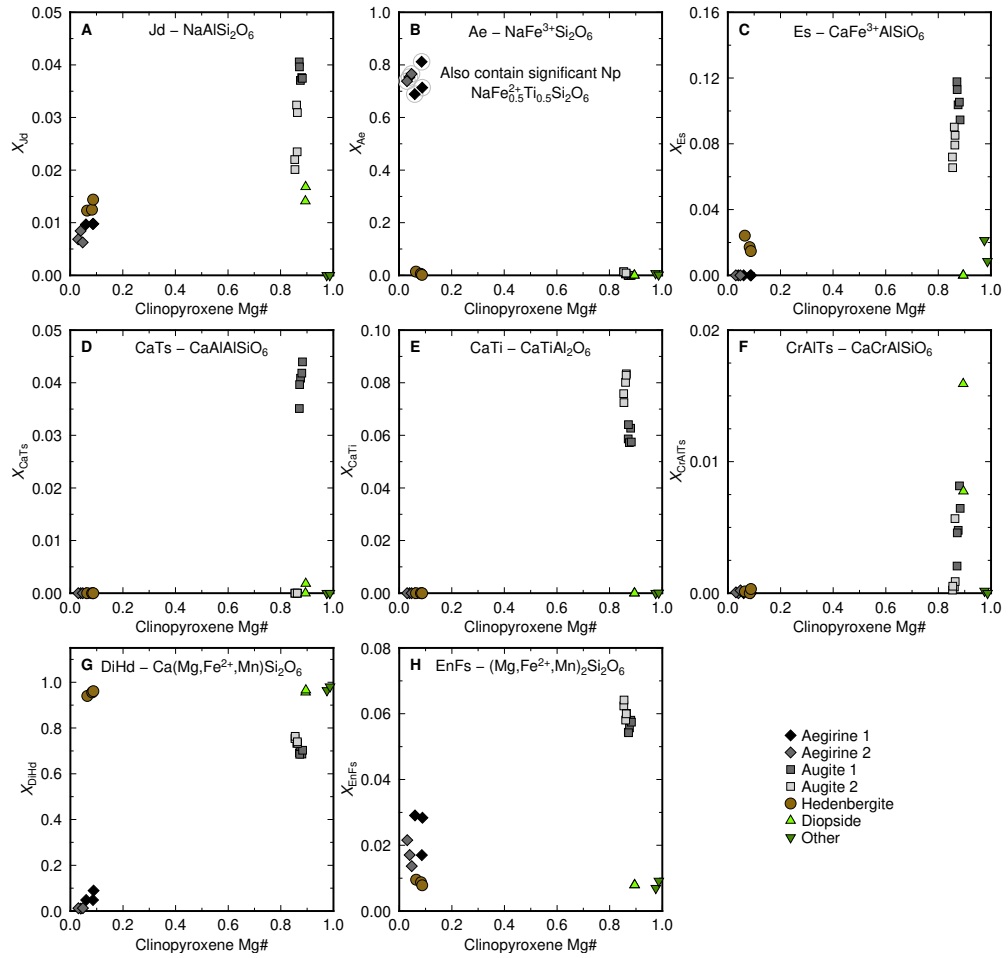 A Jd – NaAlSi₂O₆
X_Jd
0.05
0.04
0.03
0.02
0.01
0.00
0.0 0.2 0.4 0.6 0.8 1.0
Clinopyroxene Mg#
B Ae – NaFe³⁺Si₂O₆
Also contain significant Np
NaFe²⁺₀.₅Ti₀.₅Si₂O₆
X_Ae
1.0
0.8
0.6
0.4
0.2
0.0
0.0 0.2 0.4 0.6 0.8 1.0
Clinopyroxene Mg#
C Es – CaFe³⁺AlSiO₆
X_Es
0.16
0.12
0.08
0.04
0.00
0.0 0.2 0.4 0.6 0.8 1.0
Clinopyroxene Mg#
D CaTs – CaAlAlSiO₆
X_CaTs
0.05
0.04
0.03
0.02
0.01
0.00
0.0 0.2 0.4 0.6 0.8 1.0
Clinopyroxene Mg#
E CaTi – CaTiAl₂O₆
X_CaTi
0.10
0.08
0.06
0.04
0.02
0.00
0.0 0.2 0.4 0.6 0.8 1.0
Clinopyroxene Mg#
F CrAlTs – CaCrAlSiO₆
X_CrAlTs
0.02
0.01
0.00
0.0 0.2 0.4 0.6 0.8 1.0
Clinopyroxene Mg#
G DiHd – Ca(Mg,Fe²⁺,Mn)Si₂O₆
X_DiHd
1.0
0.8
0.6
0.4
0.2
0.0
0.0 0.2 0.4 0.6 0.8 1.0
Clinopyroxene Mg#
H EnFs – (Mg,Fe²⁺,Mn)₂Si₂O₆
X_EnFs
0.08
0.06
0.04
0.02
0.00
0.0 0.2 0.4 0.6 0.8 1.0
Clinopyroxene Mg#
Aegirine 1
Aegirine 2
Augite 1
Augite 2
Hedenbergite
Diopside
Other